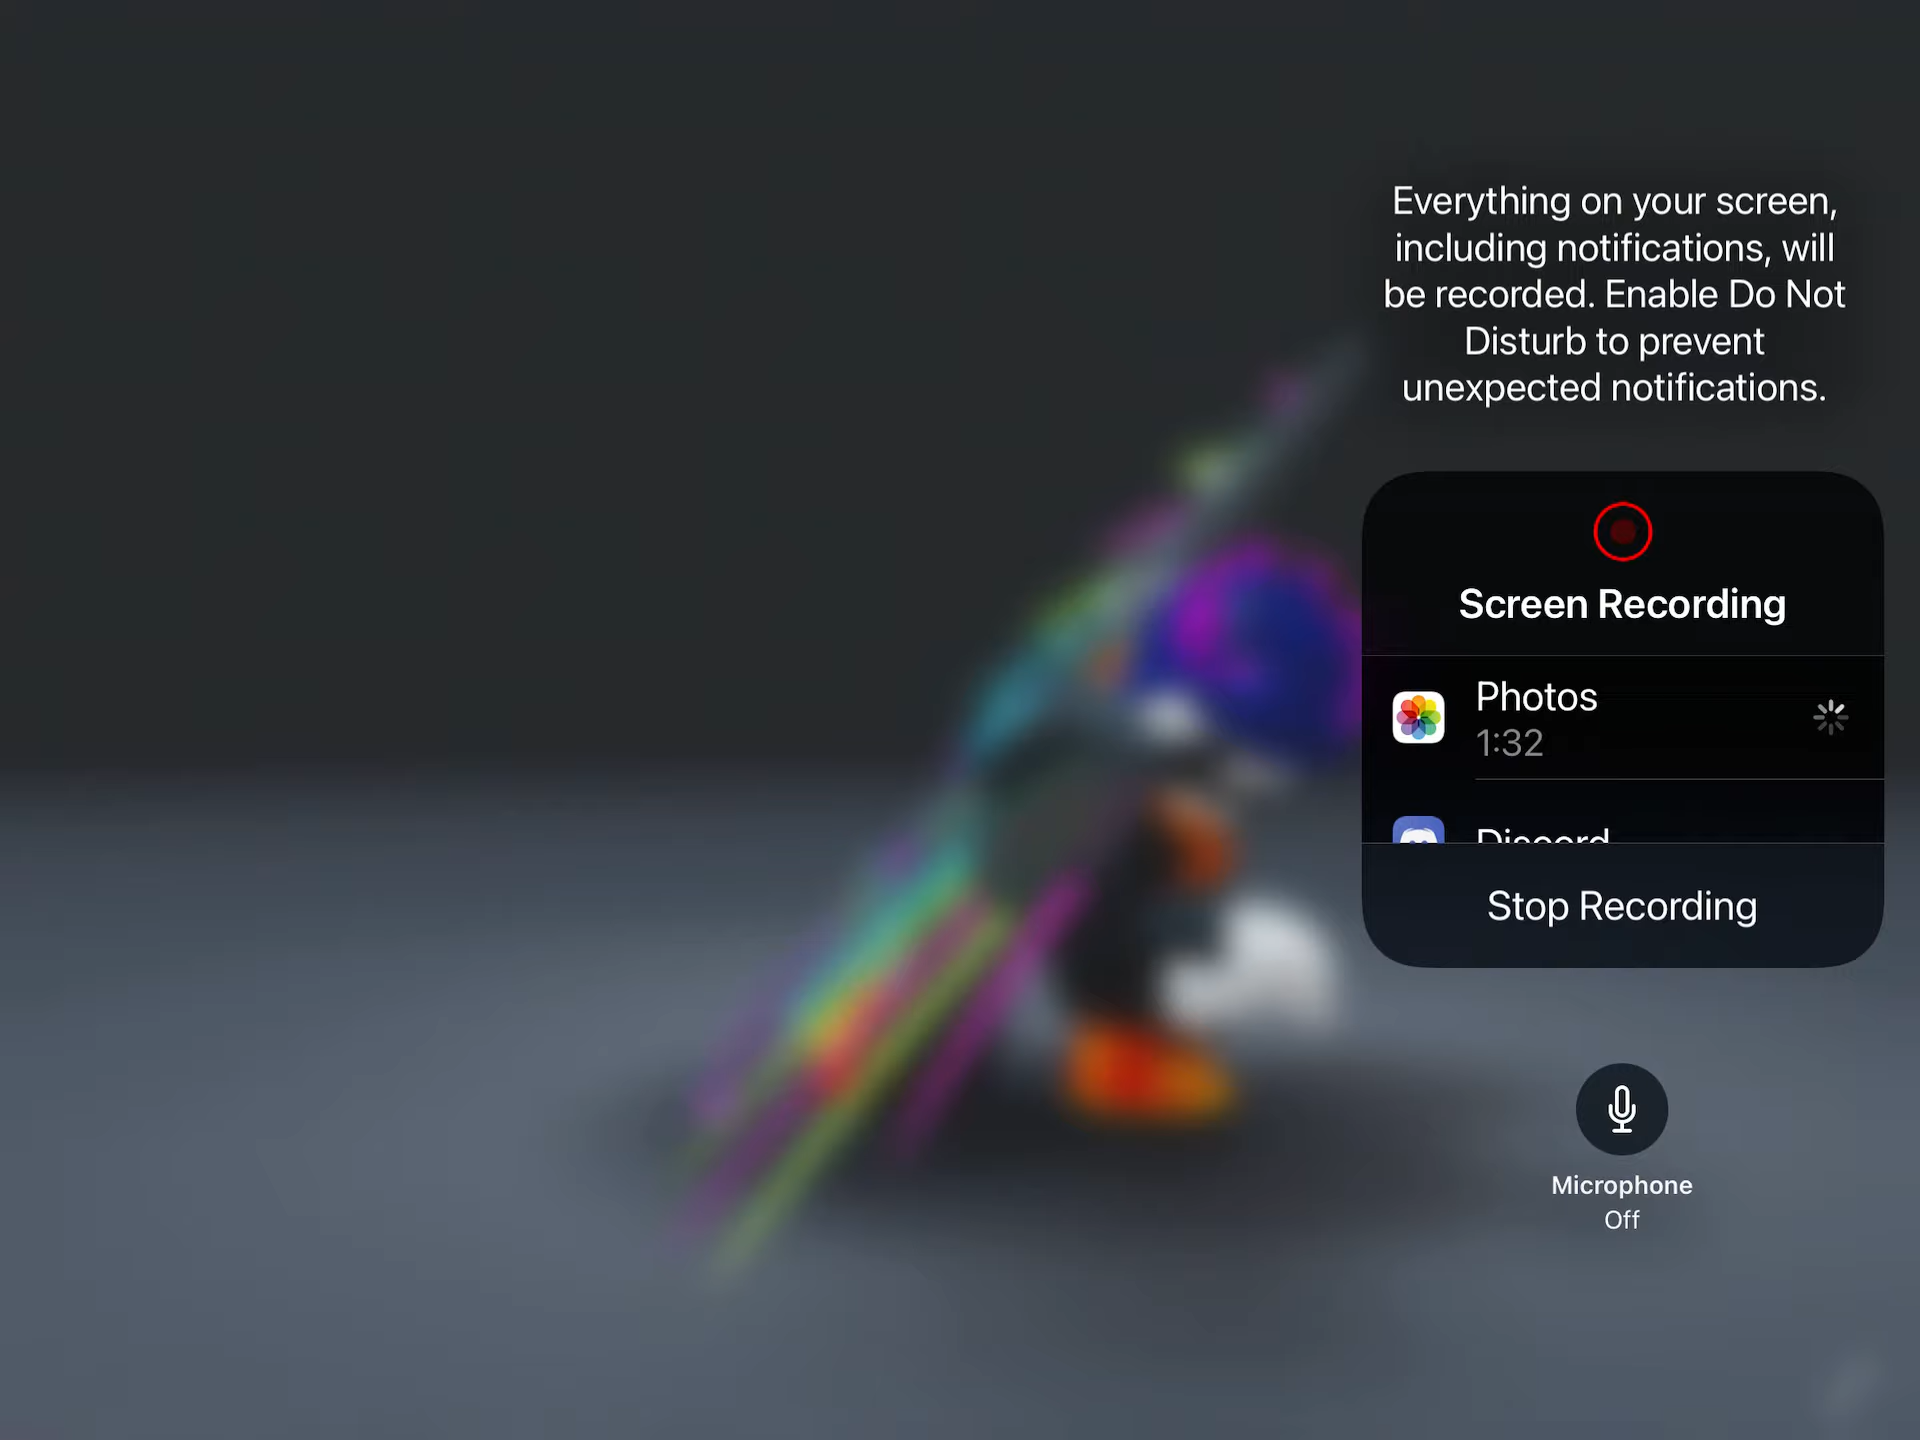 Everything on your screen,
including notifications, will
be recorded. Enable Do Not
Disturb to prevent
unexpected notifications.
Screen Recording
Photos
1:32
Discord
Stop Recording
Microphone
Off